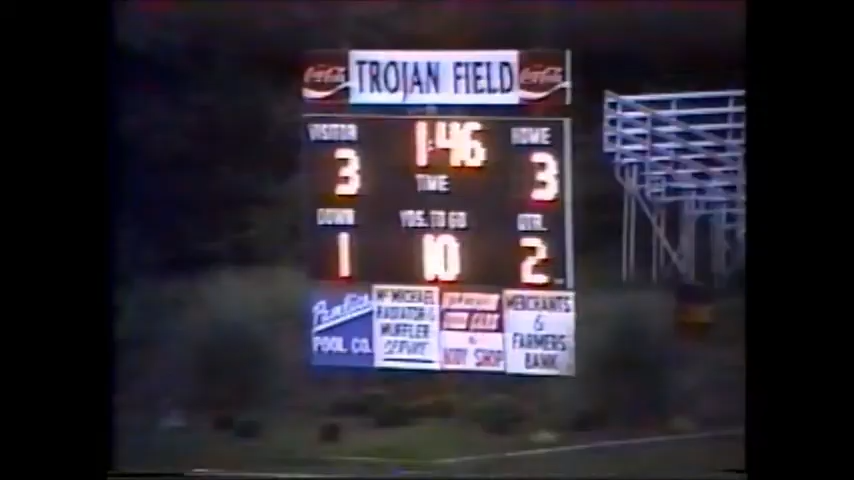 Coca-Cola TROJAN FIELD Coca-Cola
VISITOR 1:46 HOME
3 TIME 3
DOWN YDS. TO GO QTR.
1 10 2
POOL CO.
McMICHAEL
RADIATOR &
MUFFLER
SERVICE
&
BODY SHOP
MERCHANTS
&
FARMERS
BANK